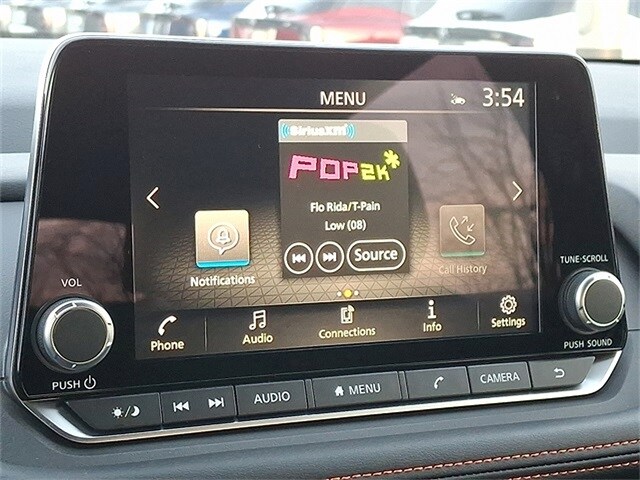 MENU
3:54
SiriusXM
POP2K*
Flo Rida/T-Pain
Low (08)
Source
Notifications
Call History
Phone
Audio
Connections
Info
Settings
VOL
PUSH
TUNE·SCROLL
PUSH SOUND
AUDIO
MENU
CAMERA